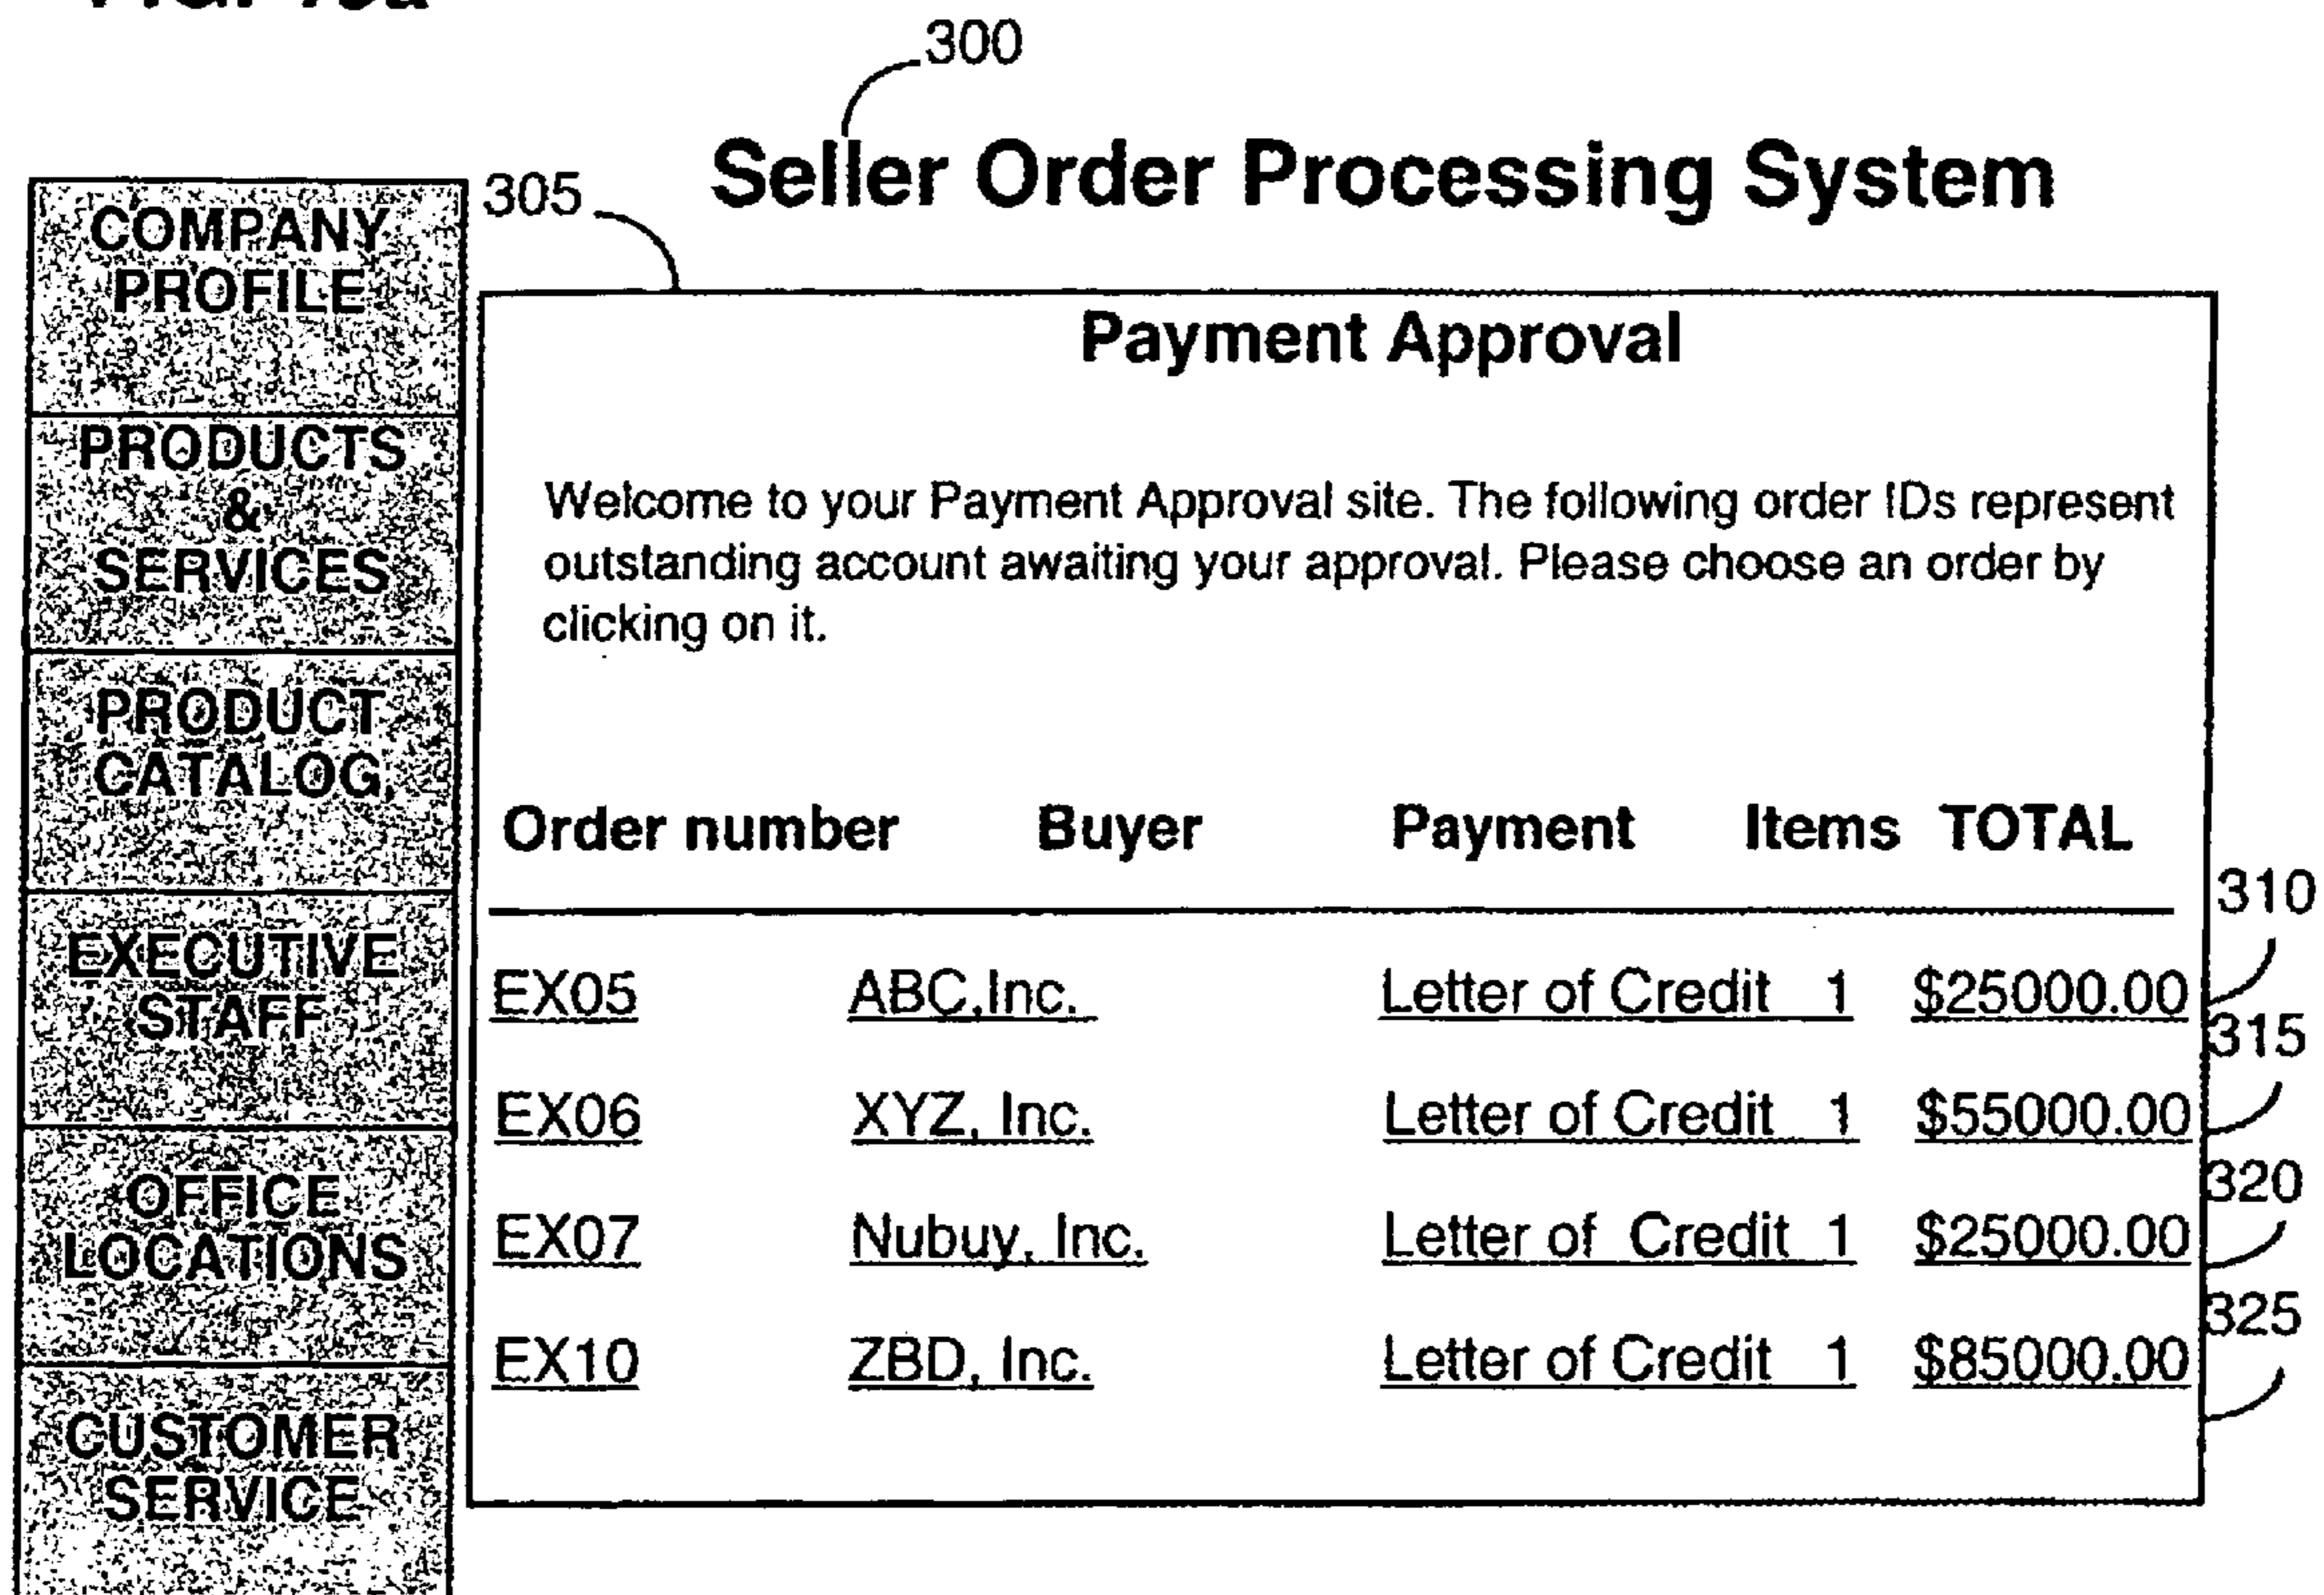 300
Seller Order Processing System
305
COMPANY
PROFILE
PRODUCTS
&
SERVICES
PRODUCT
CATALOG
EXECUTIVE
STAFF
OFFICE
LOCATIONS
CUSTOMER
SERVICE
Payment Approval
Welcome to your Payment Approval site. The following order IDs represent
outstanding account awaiting your approval. Please choose an order by
clicking on it.
Order number Buyer Payment Items TOTAL
310
EX05 ABC,Inc. Letter of Credit 1 $25000.00
315
EX06 XYZ, Inc. Letter of Credit 1 $55000.00
320
EX07 Nubuy, Inc. Letter of Credit 1 $25000.00
325
EX10 ZBD, Inc. Letter of Credit 1 $85000.00